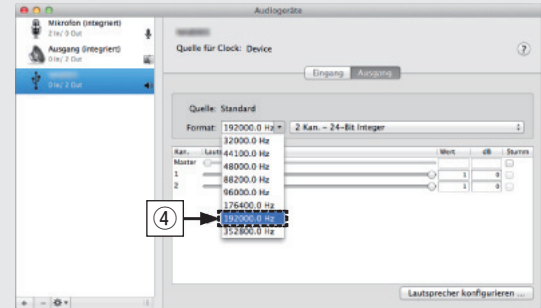 Audiogeräte
Mikrofon (integriert)
2 In/ 0 Out
Ausgang (integriert)
0 In/ 2 Out
0 In/ 2 Out
Quelle für Clock: Device
?
Eingang Ausgang
Quelle: Standard
Format: 192000.0 Hz 2 Kan. – 24-Bit Integer
32000.0 Hz
44100.0 Hz
48000.0 Hz
88200.0 Hz
96000.0 Hz
176400.0 Hz
192000.0 Hz
352800.0 Hz
Kan. Wert dB Stumm
Master
1 1 0
2 1 0
④
Lautsprecher konfigurieren ...